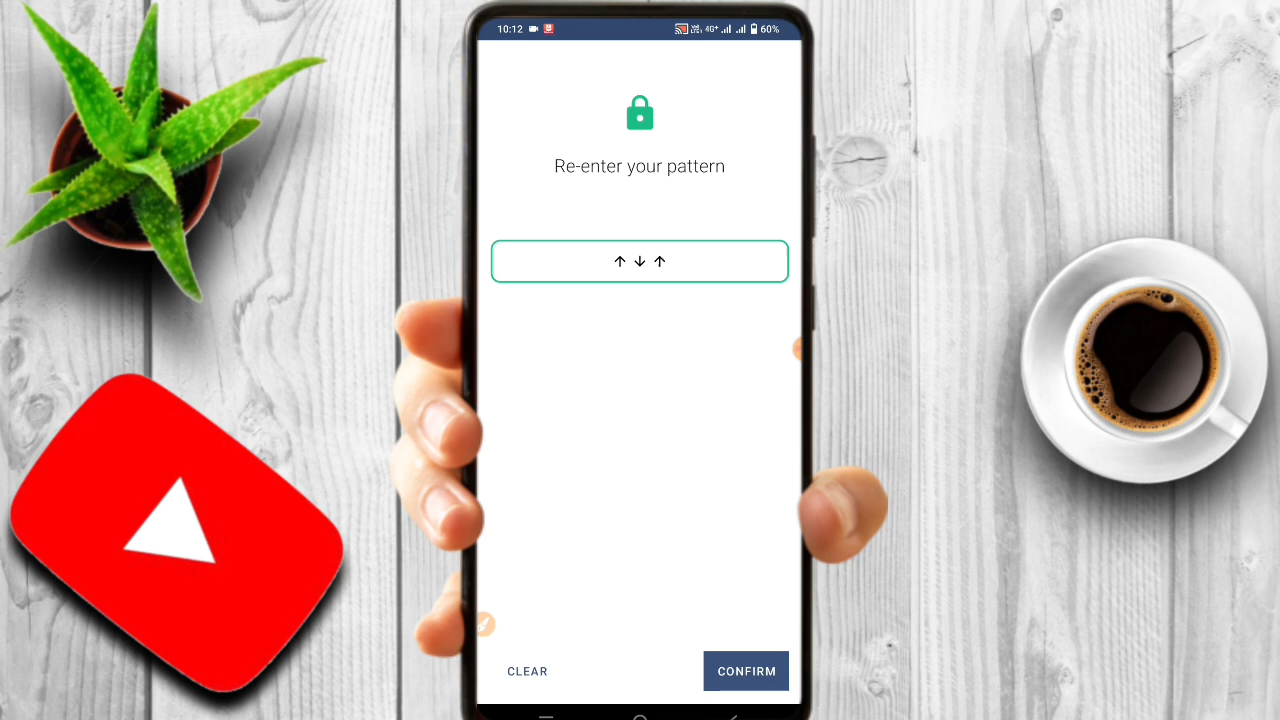 10:12 4G+ 60%
Re-enter your pattern
↑ ↓ ↑
CLEAR CONFIRM